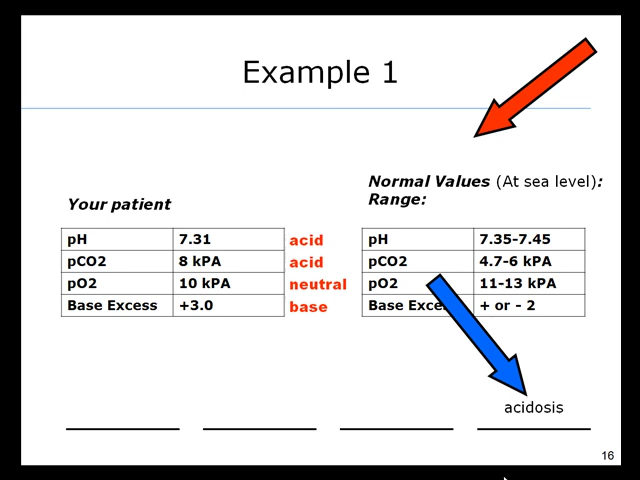 Example 1
Normal Values (At sea level):
Range:
Your patient
pH 7.31 acid
pCO2 8 kPA acid
pO2 10 kPA neutral
Base Excess +3.0 base
pH 7.35-7.45
pCO2 4.7-6 kPA
pO2 11-13 kPA
Base Exce + or - 2
acidosis
16